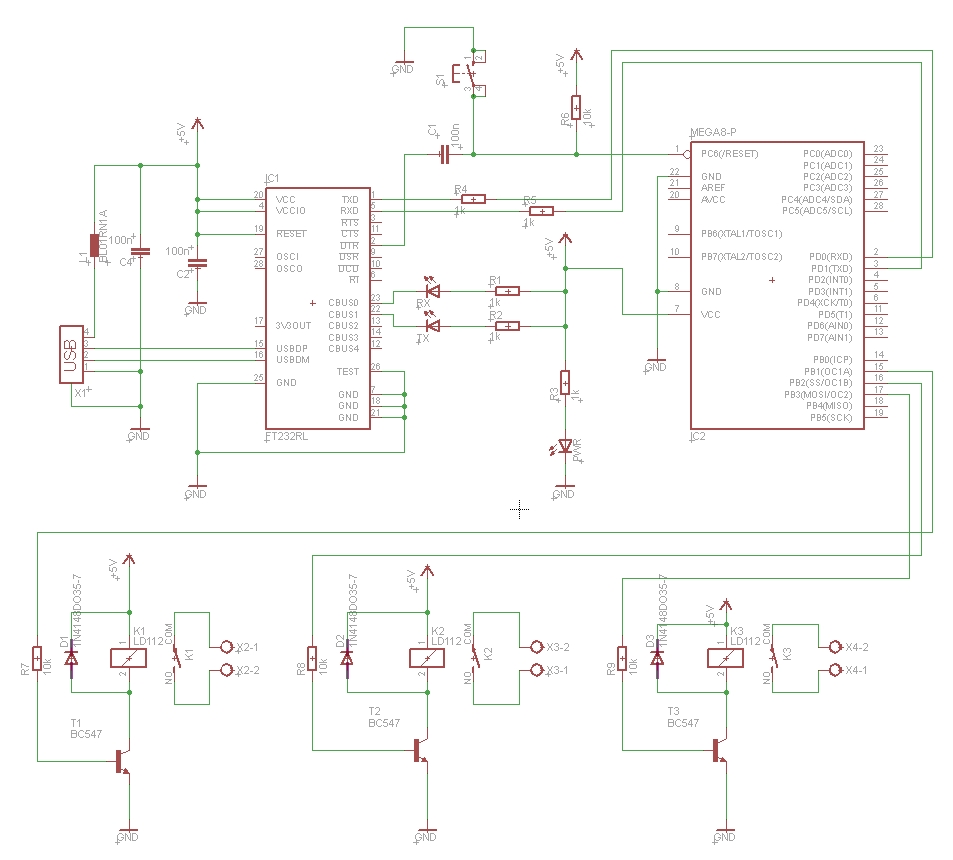 GND
S1
1
2
3
4
+5V
R6
10k
C1
100n
+5V
IC1
20 VCC
4 VCCIO
19 RESET
27 OSCI
28 OSCO
17 3V3OUT
15 USBDP
16 USBDM
25 GND
TXD 1
RXD 5
RTS 3
CTS 11
DTR 2
DSR 9
DCD 10
RI 6
CBUS0 23
CBUS1 22
CBUS2 13
CBUS3 14
CBUS4 12
TEST 26
GND 7
GND 18
GND 21
FT232RL
L1
BL01RN1A
100n
C4
100n
C2
GND
USB
4
3
2
1
X1
GND
GND
R4
1k
R5
1k
+5V
RX
R1
1k
TX
R2
1k
R3
1k
PWR
GND
MEGA8-P
1 PC6(/RESET)
22 GND
21 AREF
20 AVCC
9 PB6(XTAL1/TOSC1)
10 PB7(XTAL2/TOSC2)
8 GND
7 VCC
PC0(ADC0) 23
PC1(ADC1) 24
PC2(ADC2) 25
PC3(ADC3) 26
PC4(ADC4/SDA) 27
PC5(ADC5/SCL) 28
PD0(RXD) 2
PD1(TXD) 3
PD2(INT0) 4
PD3(INT1) 5
PD4(XCK/T0) 6
PD5(T1) 11
PD6(AIN0) 12
PD7(AIN1) 13
PB0(ICP) 14
PB1(OC1A) 15
PB2(SS/OC1B) 16
PB3(MOSI/OC2) 17
PB4(MISO) 18
PB5(SCK) 19
IC2
GND
+5V
R7
10k
D1
1N4148DO35-7
K1
LD112
1
2
COM
NO
K1
X2-1
X2-2
T1
BC547
GND
+5V
R8
10k
D2
1N4148DO35-7
K2
LD112
1
2
COM
NO
K2
X3-2
X3-1
T2
BC547
GND
+5V
R9
10k
D3
1N4148DO35-7
K3
LD112
1
2
COM
NO
K3
X4-2
X4-1
T3
BC547
GND